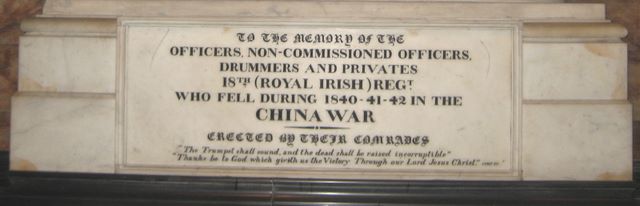 TO THE MEMORY OF THE
OFFICERS, NON-COMMISSIONED OFFICERS,
DRUMMERS AND PRIVATES
18TH (ROYAL IRISH) REGT
WHO FELL DURING 1840-41-42 IN THE
CHINA WAR
ERECTED BY THEIR COMRADES
"The Trumpet shall sound, and the dead shall be raised incorruptible"
"Thanks be to God which giveth us the Victory Through our Lord Jesus Christ."